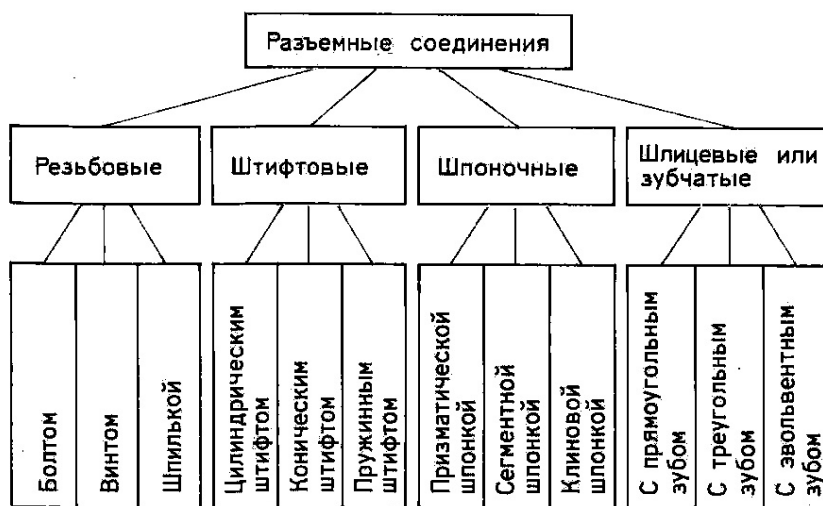 Разъемные соединения
Резьбовые
Штифтовые
Шпоночные
Шлицевые или
зубчатые
Болтом
Винтом
Шпилькой
Цилиндрическим
штифтом
Коническим
штифтом
Пружинным
штифтом
Призматической
шпонкой
Сегментной
шпонкой
Клиновой
шпонкой
С прямоугольным
зубом
С треугольным
зубом
С эвольвентным
зубом